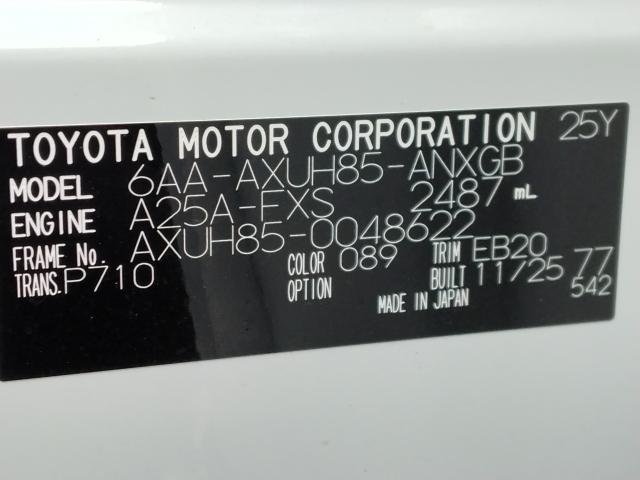 TOYOTA MOTOR CORPORATION 25Y
MODEL 6AA-AXUH85-ANXGB
ENGINE A25A-FXS 2487 mL
FRAME No. AXUH85-0048622
TRANS. P710 COLOR 089 TRIM EB20
OPTION BUILT 11/25 77
MADE IN JAPAN 542